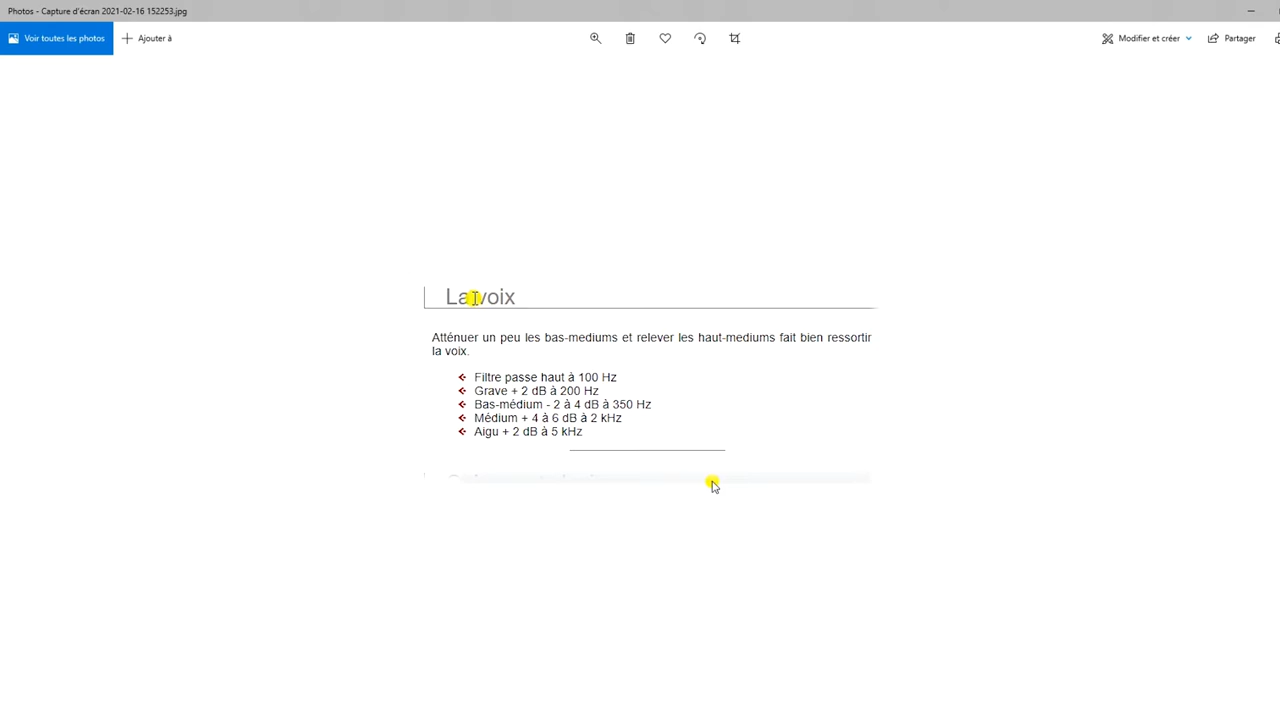 Photos - Capture d'écran 2021-02-16 152253.jpg
Voir toutes les photos
Ajouter à
Modifier et créer
Partager
La voix
Atténuer un peu les bas-mediums et relever les haut-mediums fait bien ressortir
la voix.
Filtre passe haut à 100 Hz
Grave + 2 dB à 200 Hz
Bas-médium - 2 à 4 dB à 350 Hz
Médium + 4 à 6 dB à 2 kHz
Aigu + 2 dB à 5 kHz